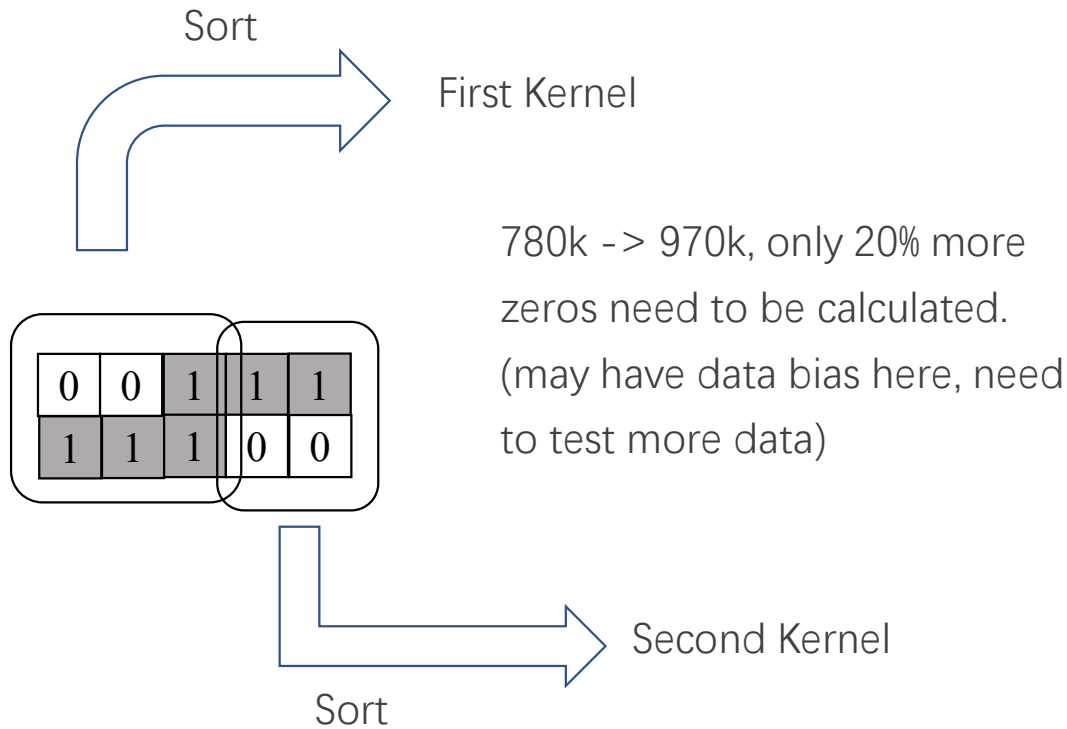 Sort
First Kernel
780k -> 970k, only 20% more
zeros need to be calculated.
(may have data bias here, need
to test more data)
0 0 1 1 1
1 1 1 0 0
Second Kernel
Sort